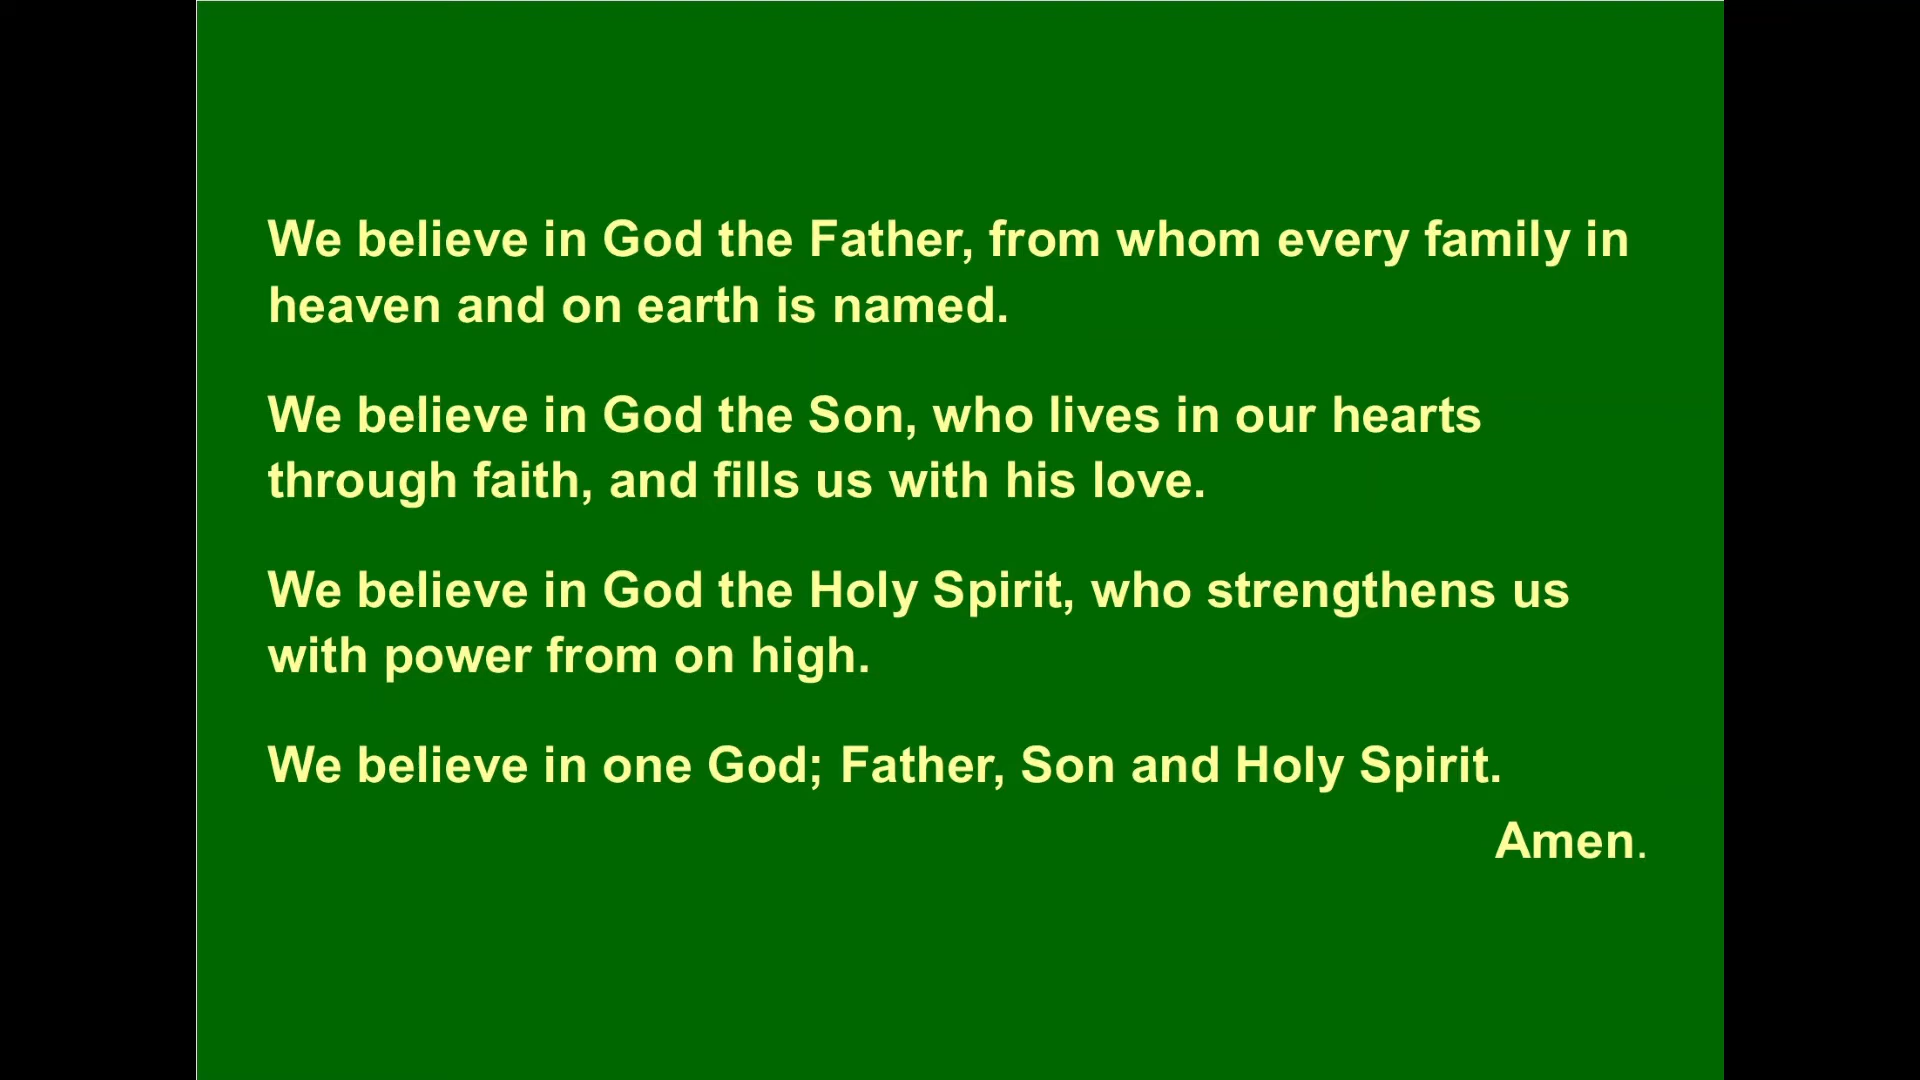 We believe in God the Father, from whom every family in
heaven and on earth is named.
We believe in God the Son, who lives in our hearts
through faith, and fills us with his love.
We believe in God the Holy Spirit, who strengthens us
with power from on high.
We believe in one God; Father, Son and Holy Spirit.
Amen.